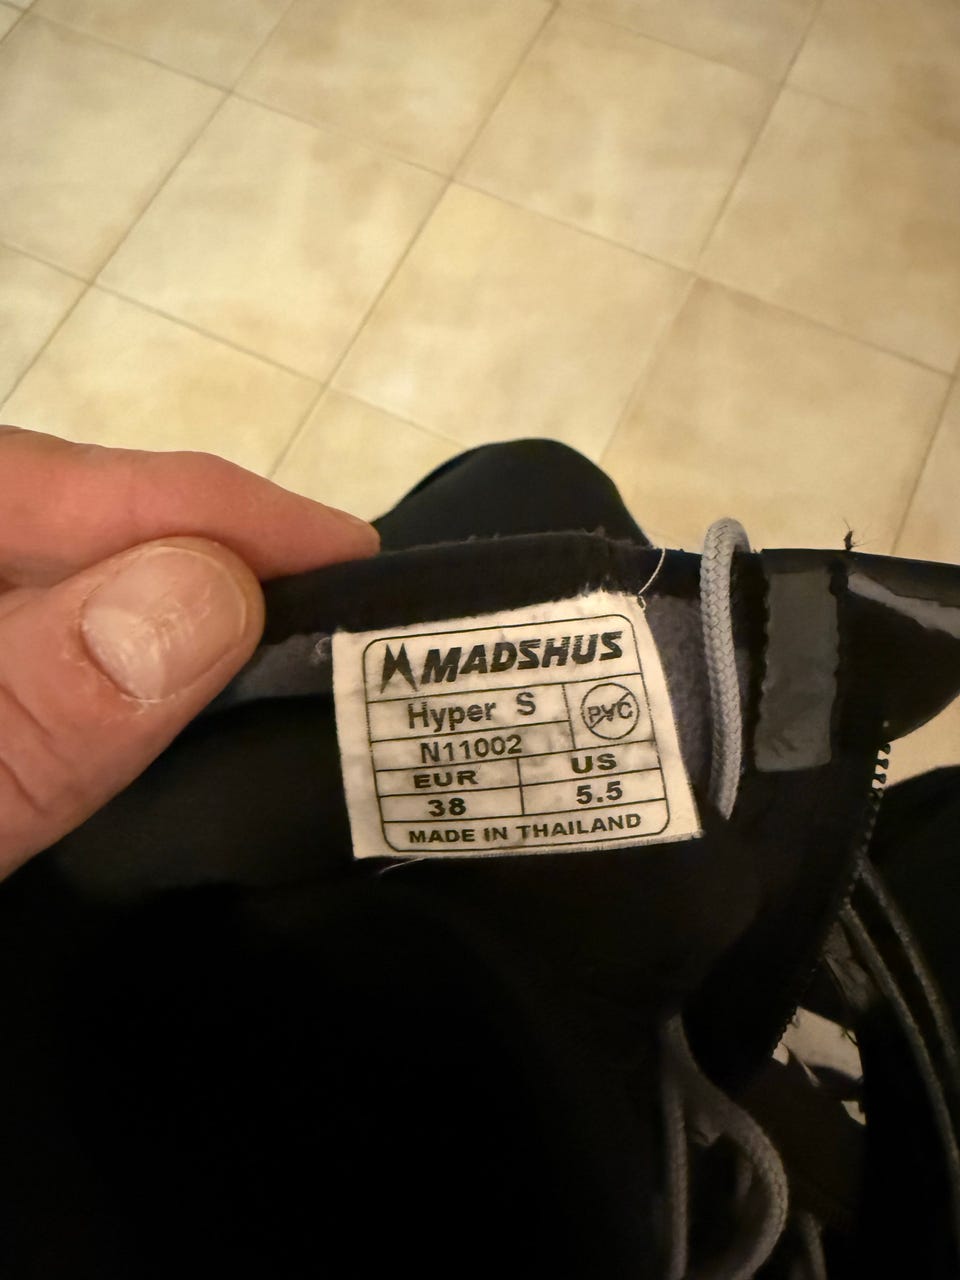 MADSHUS
Hyper S
PVC
N11002
EUR US
38 5.5
MADE IN THAILAND